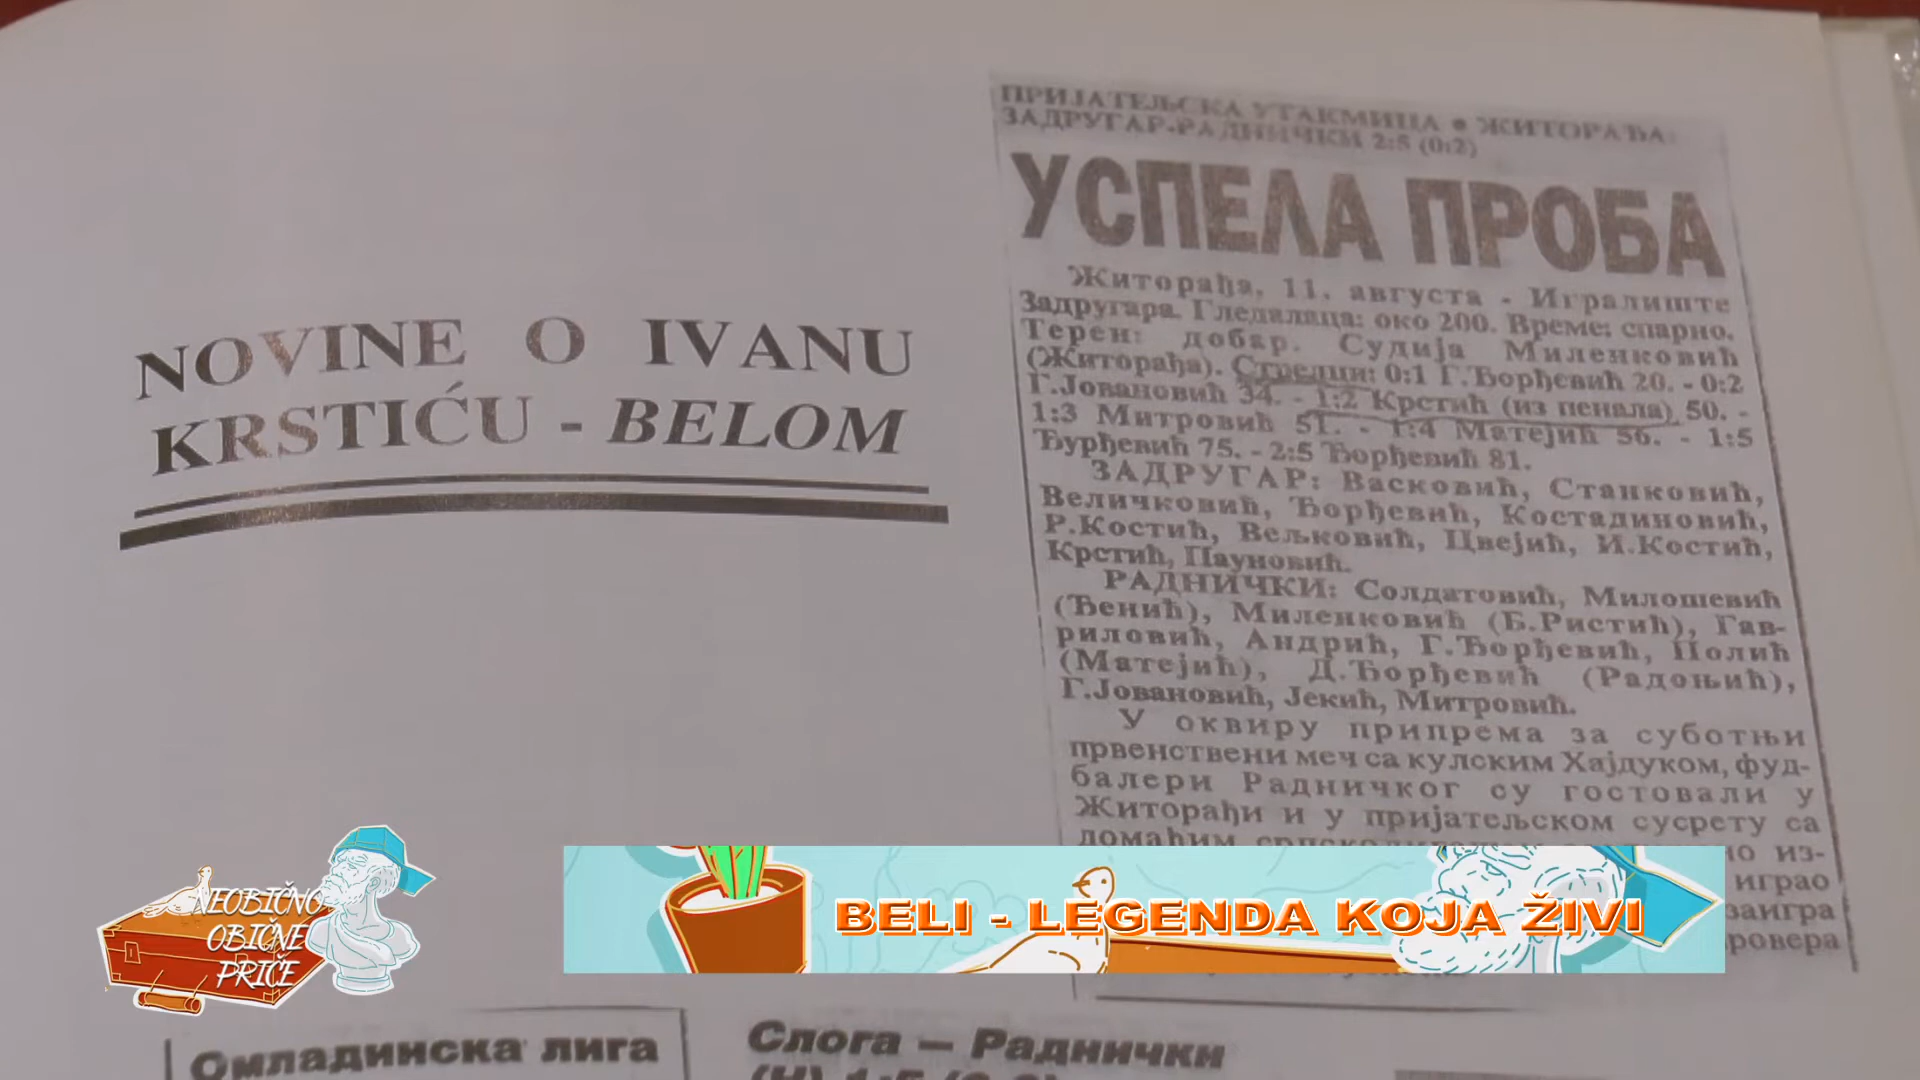 NOVINE O IVANU
KRSTIĆU - BELOM
ПРИЈАТЕЉСКА УТАКМИЦА • ЖИТОРАЂА:
ЗАДРУГАР-РАДНИЧКИ 2:5 (0:2)
УСПЕЛА ПРОБА
Житорађа, 11. августа - Игралиште
Задругара. Гледалаца: око 200. Време: спарно.
Терен: добар. Судија Миленковић
(Житорађа). Стрелци: 0:1 Г.Ђорђевић 20. - 0:2
Г.Јовановић 34. - 1:2 Крстић (из пенала) 50. -
1:3 Митровић 51. - 1:4 Матејић 56. - 1:5
Ђурђевић 75. - 2:5 Ђорђевић 81.
ЗАДРУГАР: Васковић, Станковић,
Величковић, Ђорђевић, Костадиновић,
Р.Костић, Вељковић, Цвејић, И.Костић,
Крстић, Пауновић.
РАДНИЧКИ: Солдатовић, Милошевић
(Ђенић), Миленковић (Б.Ристић), Гав-
риловић, Андрић, Г.Ђорђевић, Полић
(Матејић), Д.Ђорђевић (Радоњић),
Г.Јовановић, Јекић, Митровић.
У оквиру припрема за суботњи
првенствени меч са кулским Хајдуком, фуд-
балери Радничког су гостовали у
Житорађи и у пријатељском сусрету са
домаћим
из-
играо
заигра
NEOBIČNO
OBIČNE
PRIČE
BELI - LEGENDA KOJA ŽIVI
Омладинска лига
Слога — Раднички